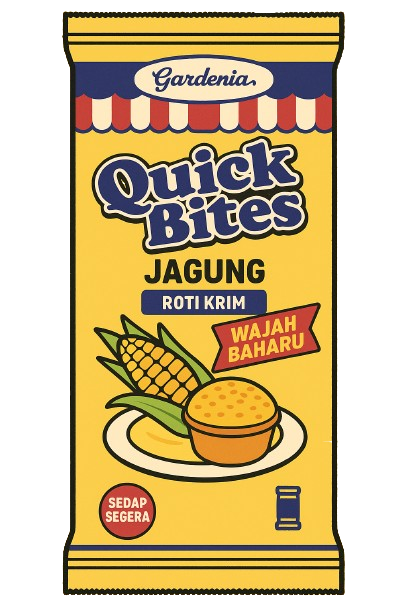 Gardenia
Quick
Bites
JAGUNG
ROTI KRIM
WAJAH
BAHARU
SEDAP
SEGERA